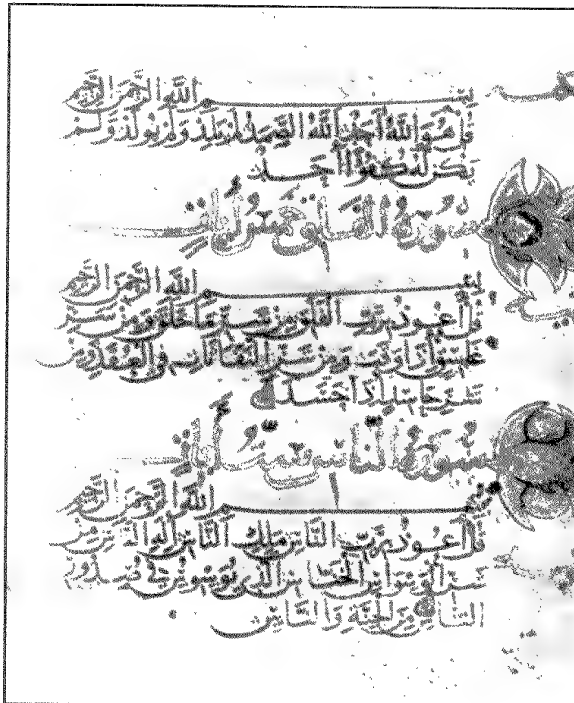 بسم الله الرحمن الرحيم
قل هو الله احد الله الصمد لم يلد ولم يولد ولم
يكن له كفوا احد
سورة الفلق خمس آيات
بسم الله الرحمن الرحيم
قل اعوذ برب الفلق من شر ما خلق ومن شر
غاسق اذا وقب ومن شر النفاثات في العقد ومن
شر حاسد اذا حسد
سورة الناس ست آيات
بسم الله الرحمن الرحيم
قل اعوذ برب الناس ملك الناس اله الناس من
شر الوسواس الخناس الذي يوسوس في صدور
الناس من الجنة والناس